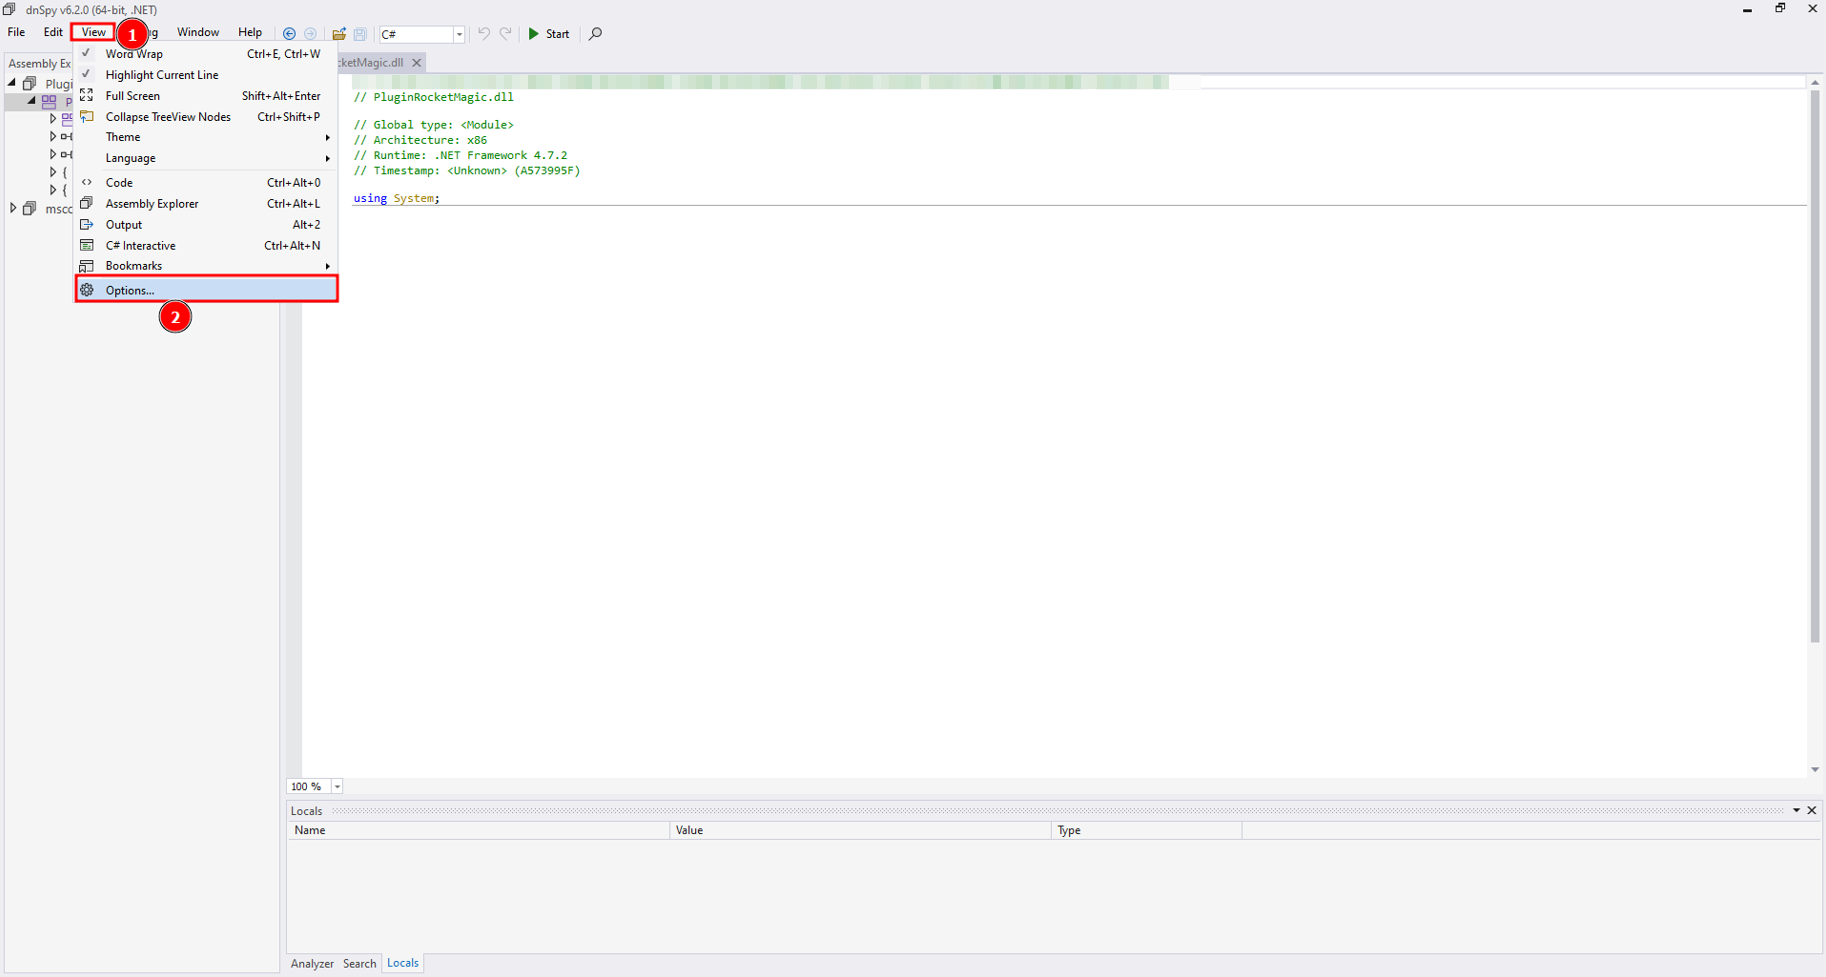 dnSpy v6.2.0 (64-bit, .NET)
File Edit View 1 g Window Help C# Start
Assembly Ex
Plugi
P
{
{
mscc
Word Wrap Ctrl+E, Ctrl+W
Highlight Current Line
Full Screen Shift+Alt+Enter
Collapse TreeView Nodes Ctrl+Shift+P
Theme
Language
Code Ctrl+Alt+0
Assembly Explorer Ctrl+Alt+L
Output Alt+2
C# Interactive Ctrl+Alt+N
Bookmarks
Options...
2
cketMagic.dll
// PluginRocketMagic.dll
// Global type: <Module>
// Architecture: x86
// Runtime: .NET Framework 4.7.2
// Timestamp: <Unknown> (A573995F)
using System;
100 %
Locals
Name Value Type
Analyzer Search Locals